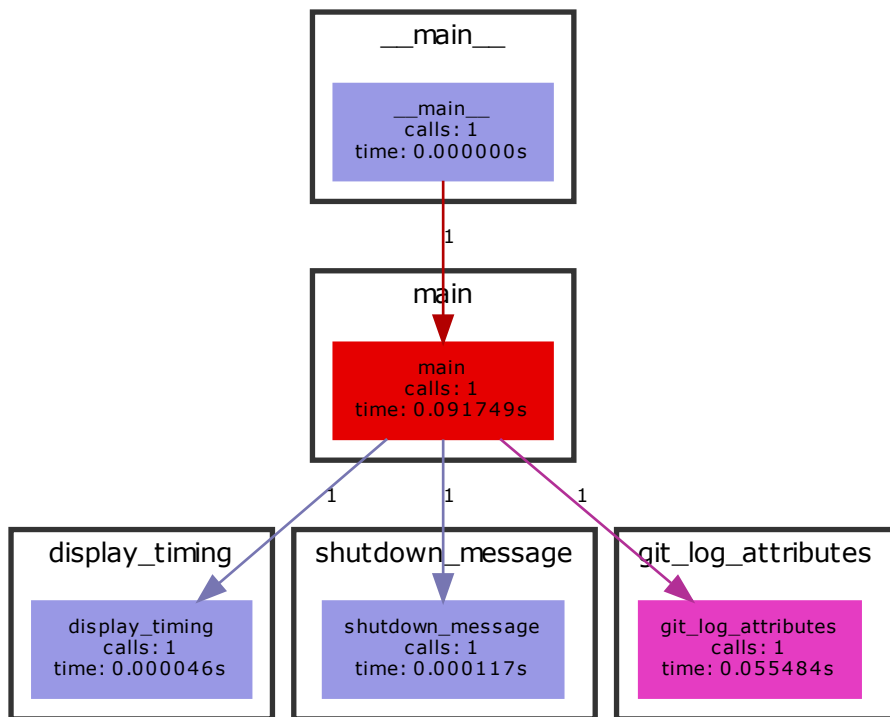 __main__
__main__
calls: 1
time: 0.000000s
1
main
main
calls: 1
time: 0.091749s
1
1
1
display_timing
shutdown_message
git_log_attributes
display_timing
calls: 1
time: 0.000046s
shutdown_message
calls: 1
time: 0.000117s
git_log_attributes
calls: 1
time: 0.055484s